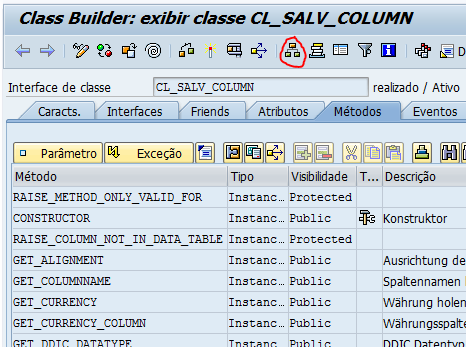 Class Builder: exibir classe CL_SALV_COLUMN
Interface de classe CL_SALV_COLUMN realizado / Ativo
Caracts. Interfaces Friends Atributos Métodos Eventos
Parâmetro Exceção
Método Tipo Visibilidade T... Descrição
RAISE_METHOD_ONLY_VALID_FOR Instanc… Protected
CONSTRUCTOR Instanc… Public Konstruktor
RAISE_COLUMN_NOT_IN_DATA_TABLE Instanc… Protected
GET_ALIGNMENT Instanc… Public Ausrichtung de
GET_COLUMNNAME Instanc… Public Spaltennamen
GET_CURRENCY Instanc… Public Währung holen
GET_CURRENCY_COLUMN Instanc… Public Währungsspalte
GET_DDIC_DATATYPE Instanc… Public DDIC Datentyp